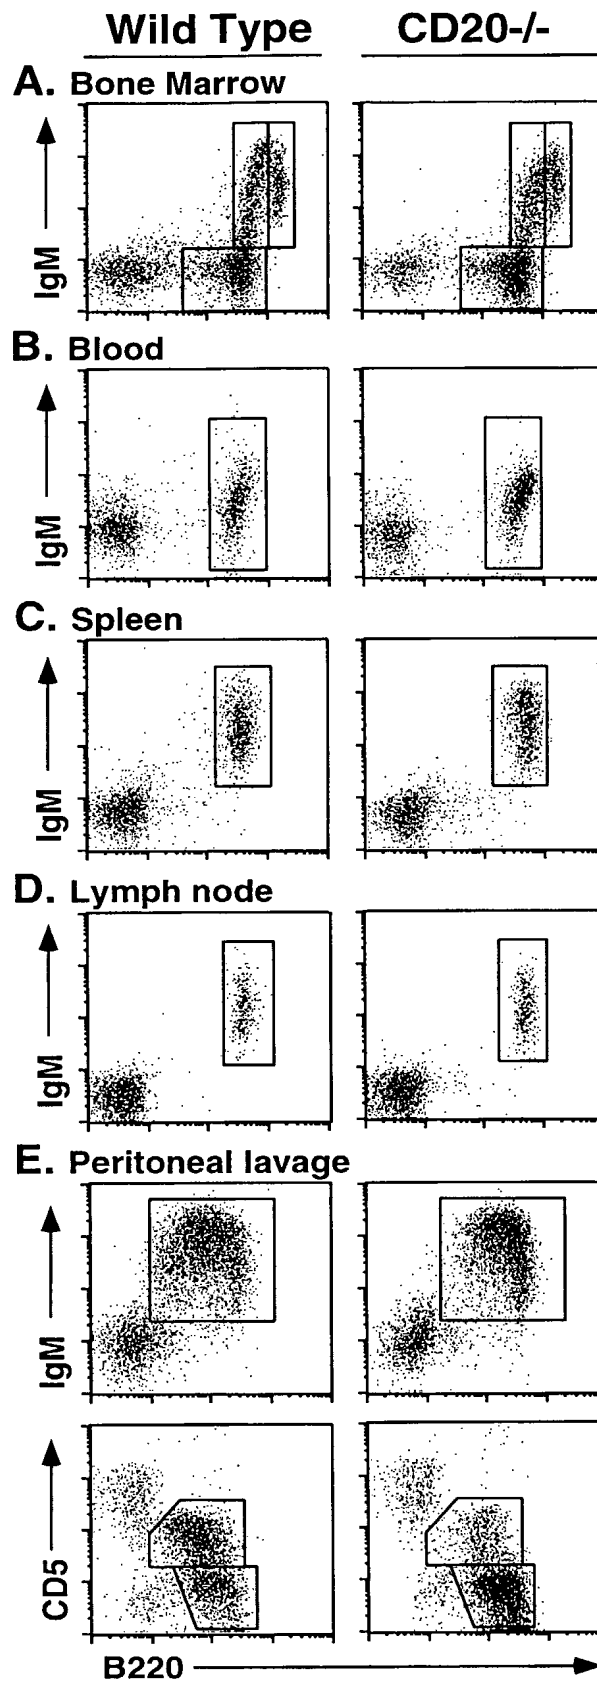 Wild Type CD20-/-
A. Bone Marrow
IgM
B. Blood
IgM
C. Spleen
IgM
D. Lymph node
IgM
E. Peritoneal lavage
IgM
CD5
B220